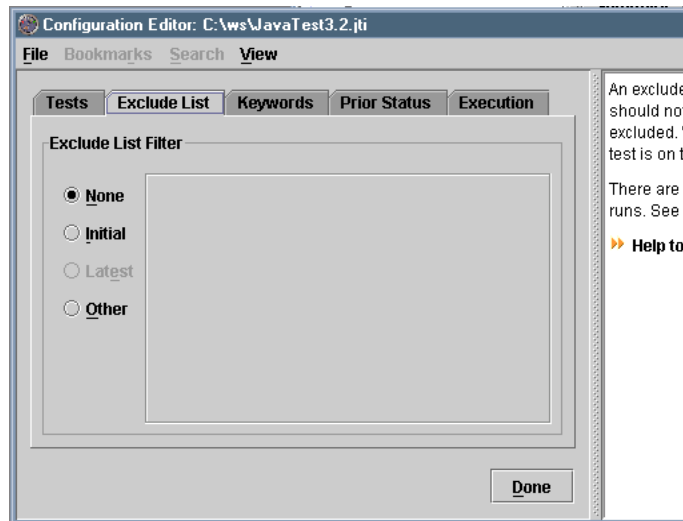 Configuration Editor: C:\ws\JavaTest3.2.jti
File Bookmarks Search View
Tests Exclude List Keywords Prior Status Execution
Exclude List Filter
None
Initial
Latest
Other
Done
An exclude
should no
excluded.
test is on
There are
runs. See
Help to